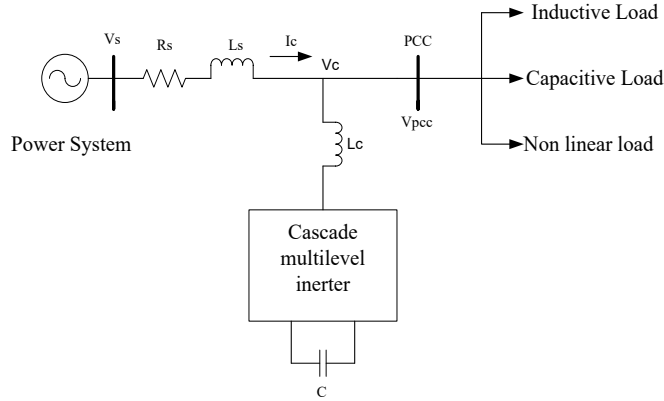 Inductive Load
Vs
Rs
Ls
Ic
Vc
PCC
Capacitive Load
Power System
Vpcc
Lc
Non linear load
Cascade
multilevel
inerter
C